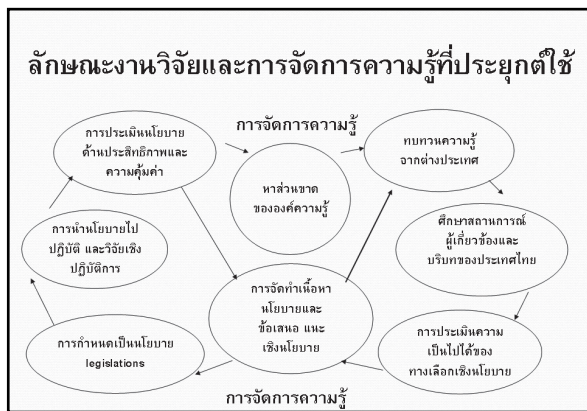 ลักษณะงานวิจัยและการจัดการความรู้ที่ประยุกต์ใช้
การจัดการความรู้
การประเมินนโยบาย
ด้านประสิทธิภาพและ
ความคุ้มค่า
หาส่วนขาด
ขององค์ความรู้
ทบทวนความรู้
จากต่างประเทศ
ศึกษาสถานการณ์
ผู้เกี่ยวข้องและ
บริบทของประเทศไทย
การประเมินความ
เป็นไปได้ของ
ทางเลือกเชิงนโยบาย
การจัดทำเนื้อหา
นโยบายและ
ข้อเสนอ แนะ
เชิงนโยบาย
การกำหนดเป็นนโยบาย
legislations
การนำนโยบายไป
ปฏิบัติ และวิจัยเชิง
ปฏิบัติการ
การจัดการความรู้